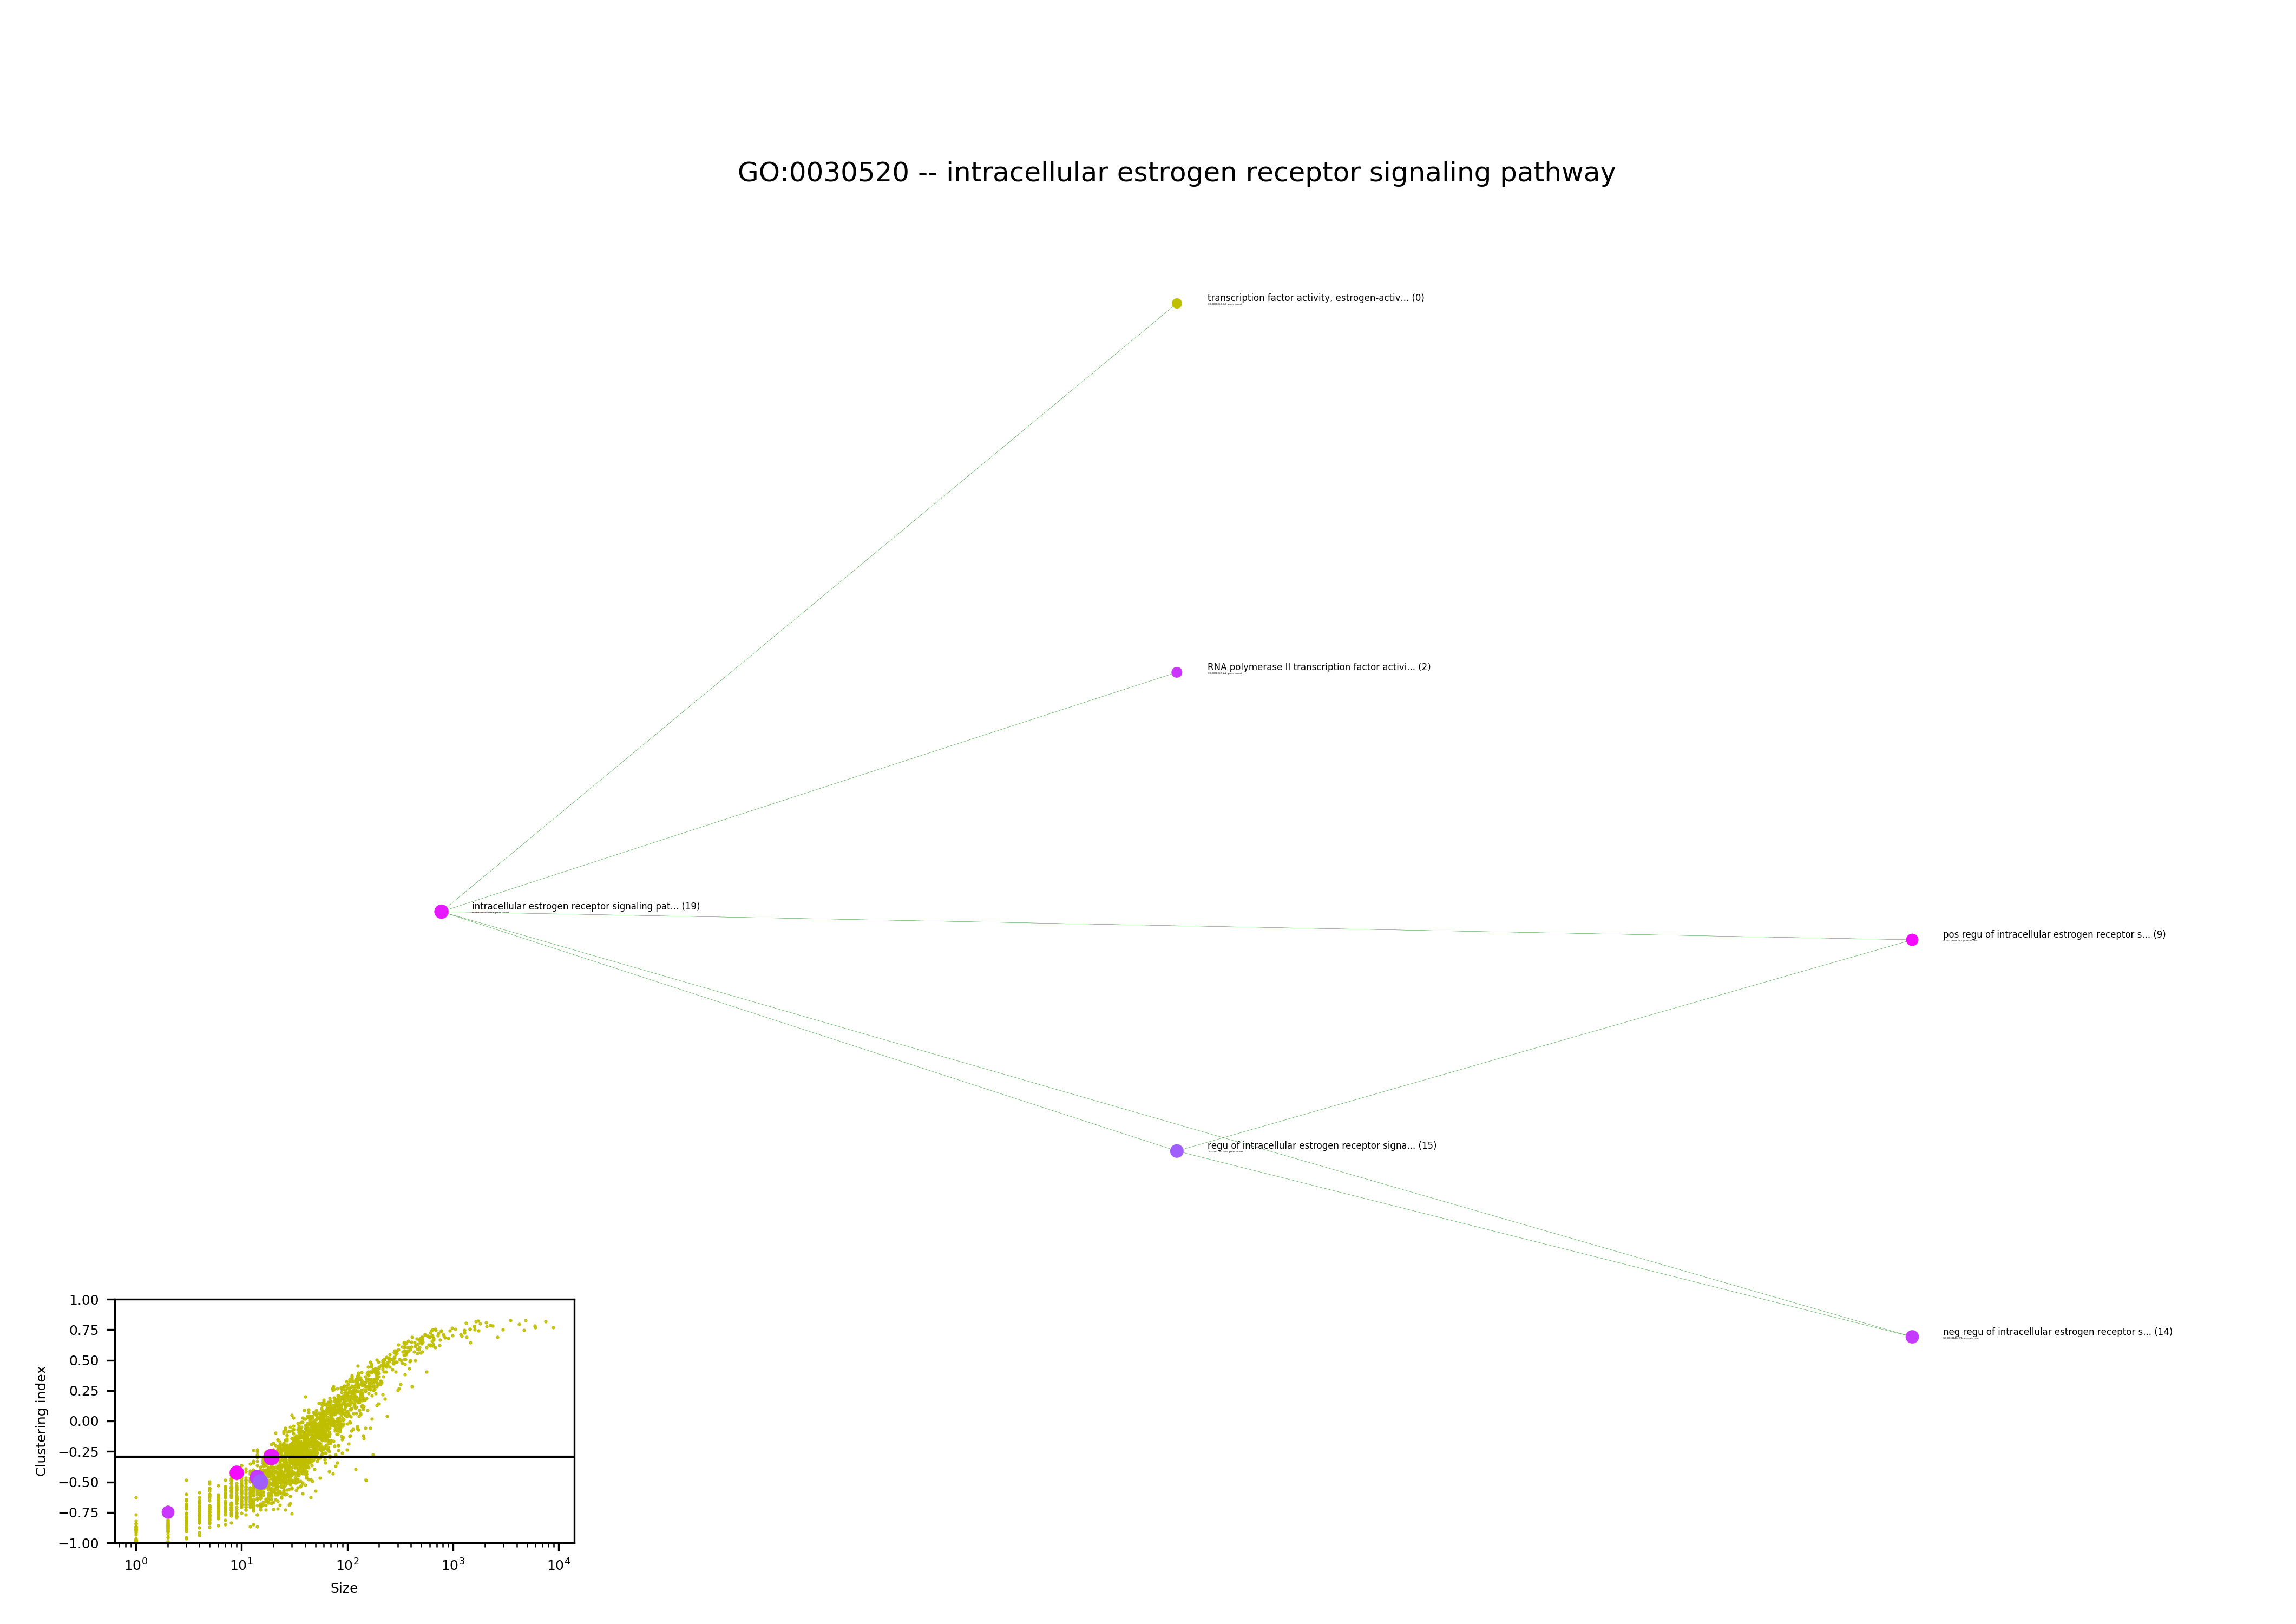 GO:0030520 -- intracellular estrogen receptor signaling pathway
transcription factor activity, estrogen-activ... (0)
RNA polymerase II transcription factor activi... (2)
intracellular estrogen receptor signaling pat... (19)
pos regu of intracellular estrogen receptor s... (9)
regu of intracellular estrogen receptor signa... (15)
neg regu of intracellular estrogen receptor s... (14)
Clustering index
1.00
0.75
0.50
0.25
0.00
−0.25
−0.50
−0.75
−1.00
10⁰ 10¹ 10² 10³ 10⁴
Size